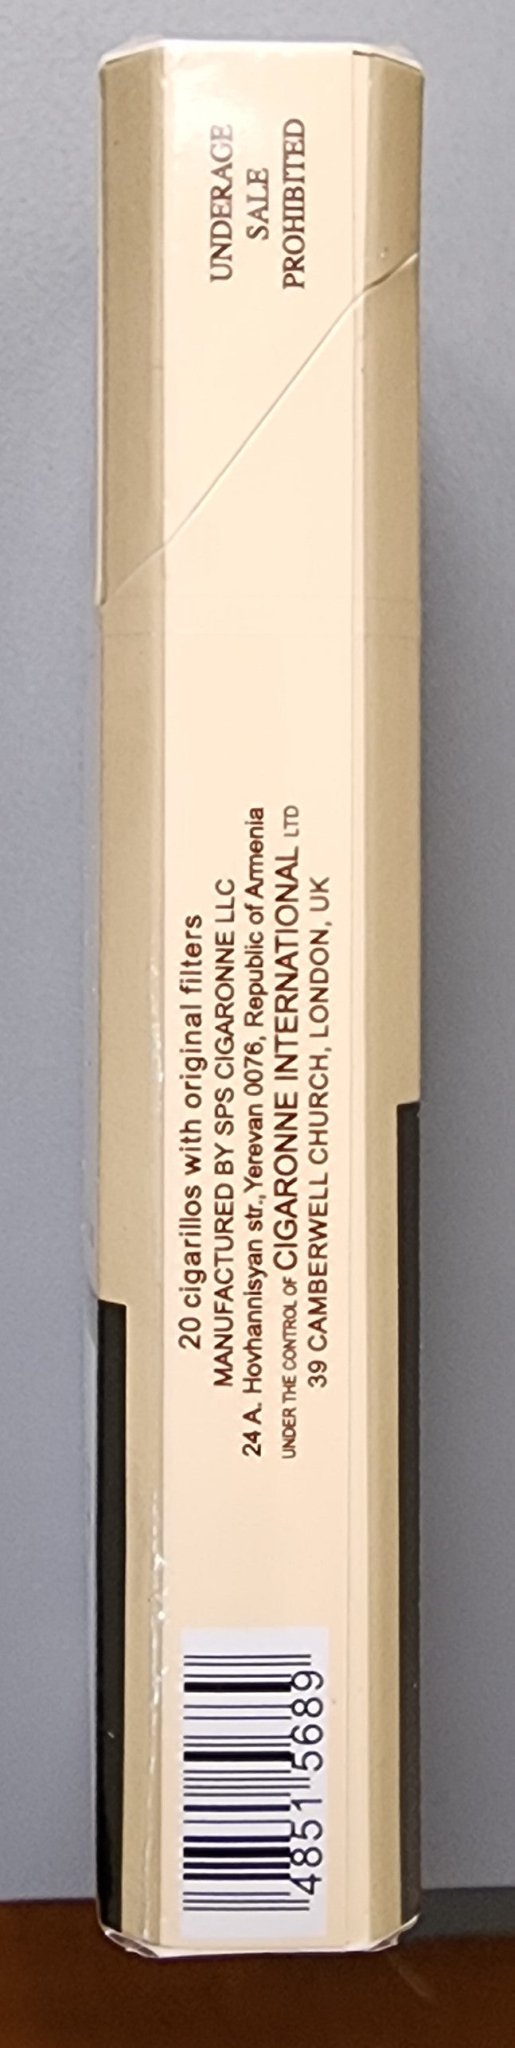 UNDERAGE
SALE
PROHIBITED
20 cigarillos with original filters
MANUFACTURED BY SPS CIGARONNE LLC
24 A. Hovhannisyan str., Yerevan 0076, Republic of Armenia
UNDER THE CONTROL OF CIGARONNE INTERNATIONAL LTD
39 CAMBERWELL CHURCH, LONDON, UK
4851 5689